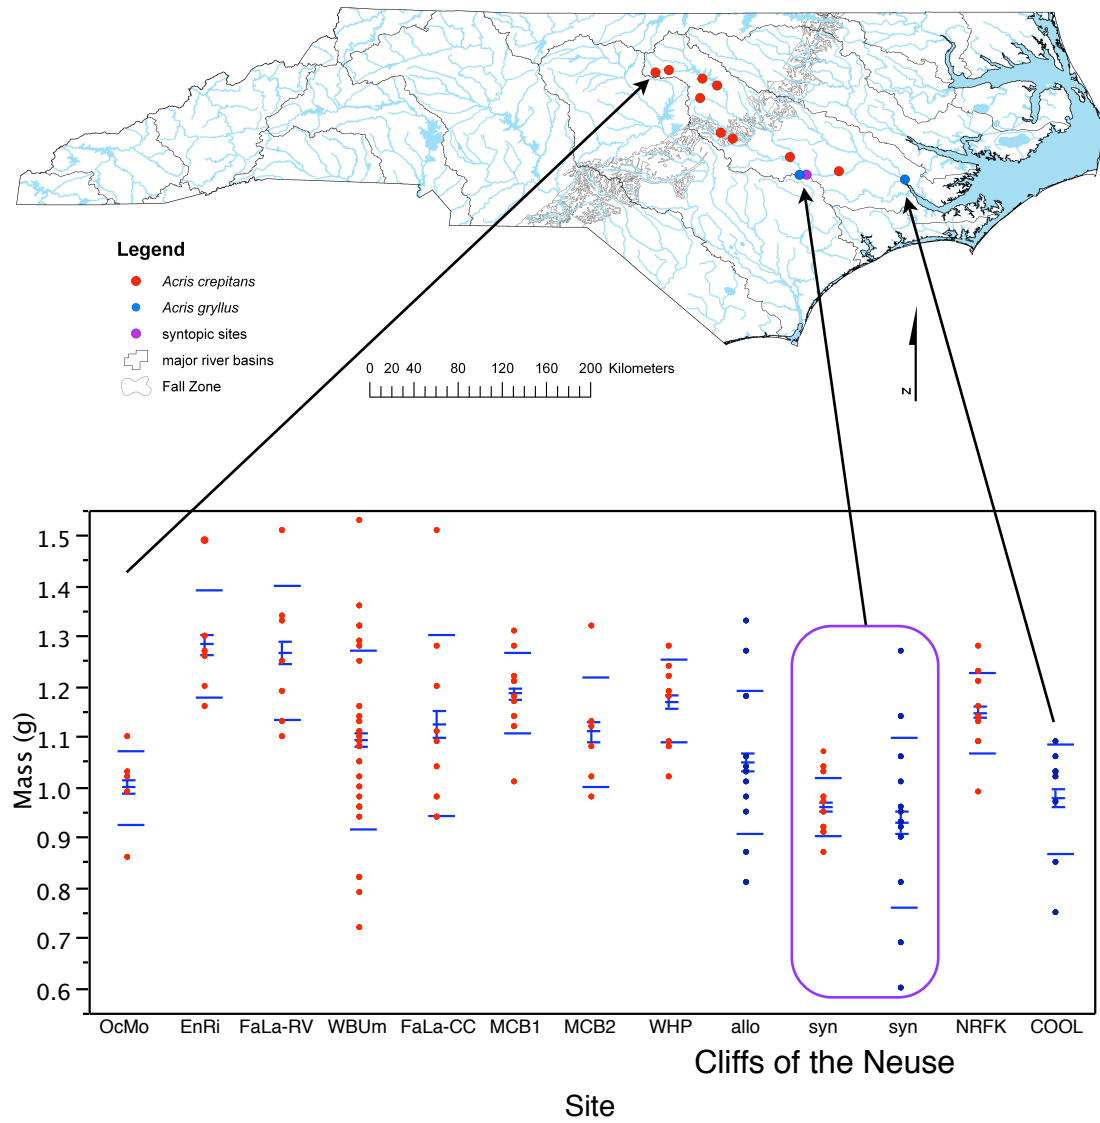 Legend
Acris crepitans
Acris gryllus
syntopic sites
major river basins
Fall Zone
0 20 40 80 120 160 200 Kilometers
N
1.5
1.4
1.3
1.2
1.1
1.0
0.9
0.8
0.7
0.6
Mass (g)
OcMo EnRi FaLa-RV WBUm FaLa-CC MCB1 MCB2 WHP allo syn syn NRFK COOL
Cliffs of the Neuse
Site